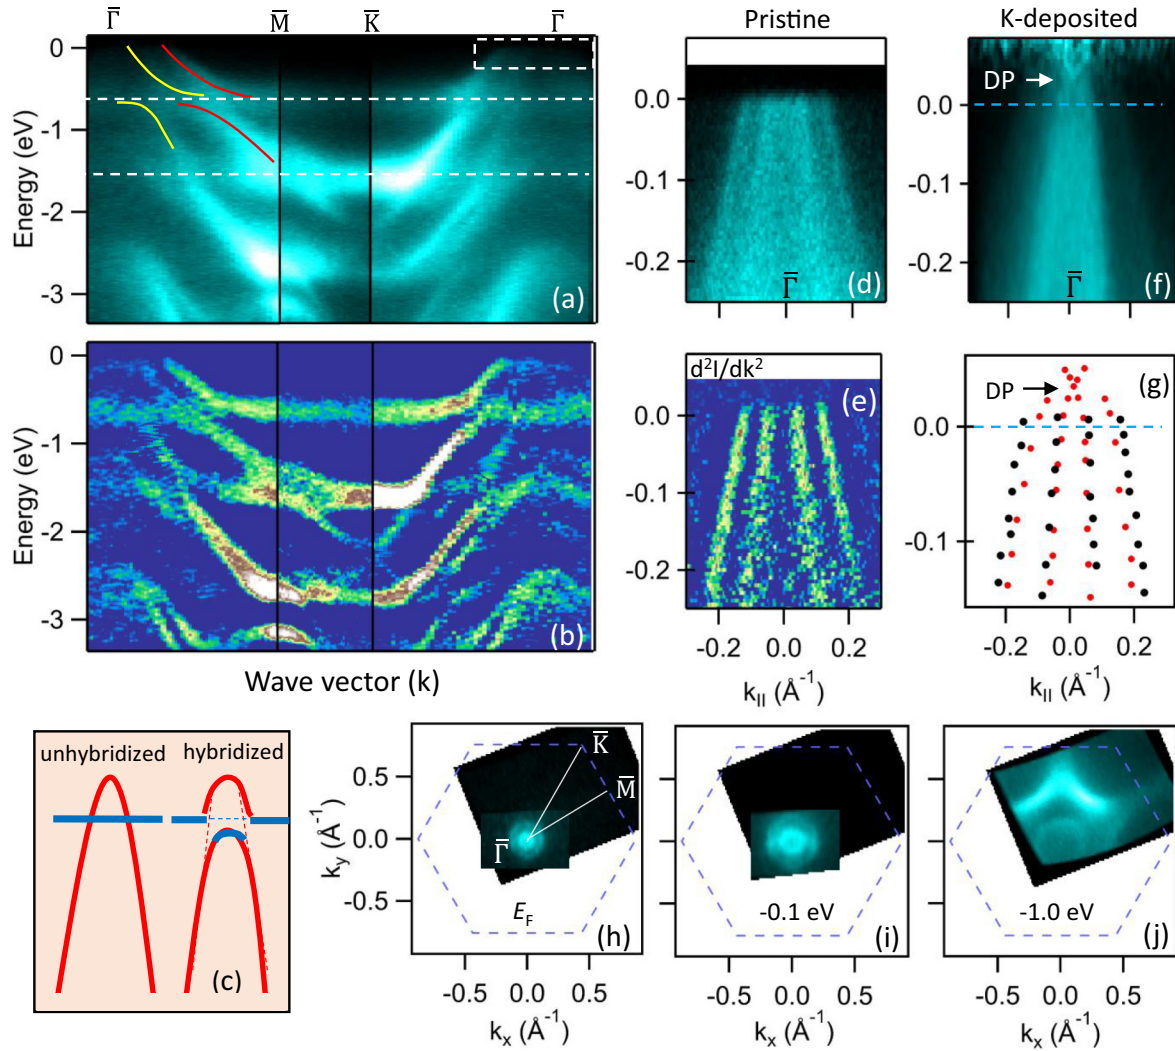 Γ̅ M̅ K̅ Γ̅
0
-1
-2
-3
Energy (eV)
(a)
0
-1
-2
-3
Energy (eV)
(b)
Wave vector (k)
Pristine
0.0
-0.1
-0.2
Γ̅
(d)
K-deposited
DP
0.0
-0.1
-0.2
Γ̅
(f)
d²I/dk²
(e)
0.0
-0.1
-0.2
-0.2 0.0 0.2
k|| (Å⁻¹)
(g)
DP
0.0
-0.1
-0.2 0.0 0.2
k|| (Å⁻¹)
unhybridized hybridized
(c)
K̅
M̅
Γ̅
0.5
0.0
-0.5
k_y (Å⁻¹)
E_F
(h)
-0.5 0.0 0.5
k_x (Å⁻¹)
-0.1 eV
(i)
-0.5 0.0 0.5
k_x (Å⁻¹)
-1.0 eV
(j)
-0.5 0.0 0.5
k_x (Å⁻¹)